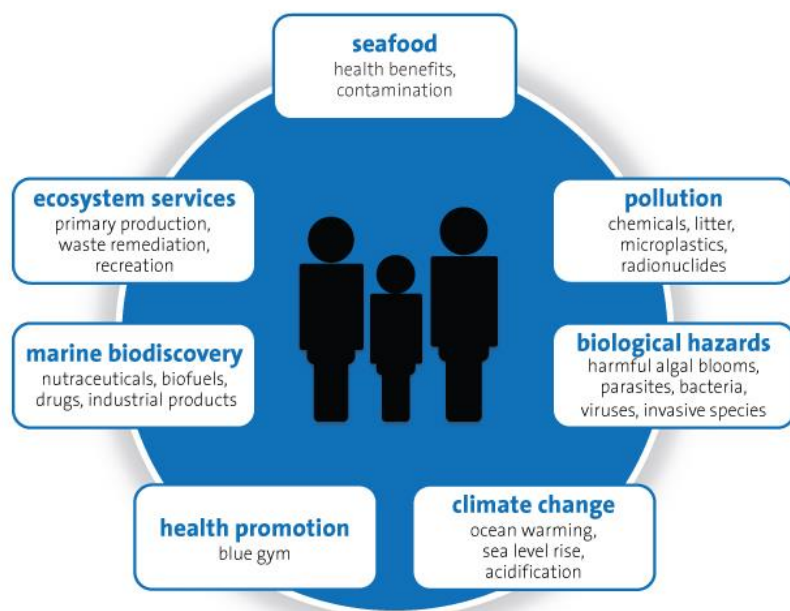 seafood
health benefits,
contamination
ecosystem services
primary production,
waste remediation,
recreation
pollution
chemicals, litter,
microplastics,
radionuclides
marine biodiscovery
nutraceuticals, biofuels,
drugs, industrial products
biological hazards
harmful algal blooms,
parasites, bacteria,
viruses, invasive species
health promotion
blue gym
climate change
ocean warming,
sea level rise,
acidification